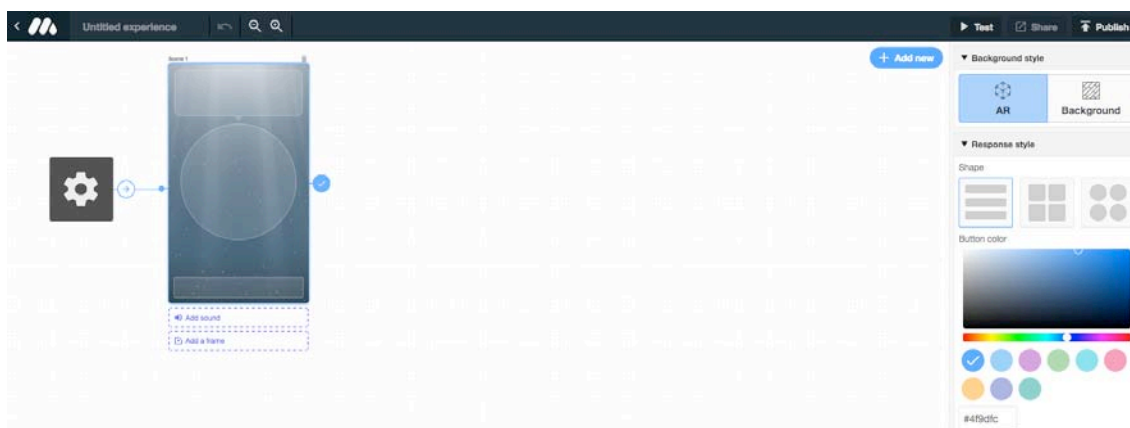 Untitled experience
Test
Share
Publish
Scene 1
+ Add new
Background style
AR
Background
Response style
Shape
Button color
Add sound
Add a frame
#4f9dfc